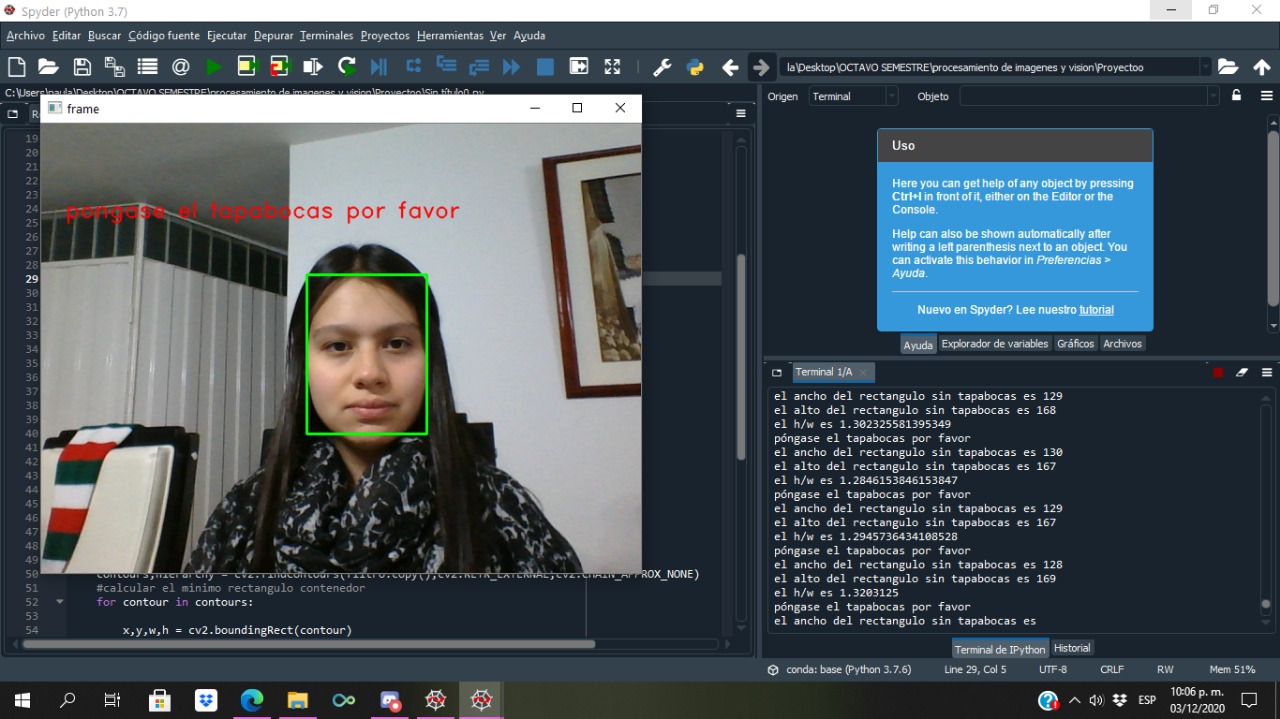 Spyder (Python 3.7)
Archivo Editar Buscar Código fuente Ejecutar Depurar Terminales Proyectos Herramientas Ver Ayuda
la\Desktop\OCTAVO SEMESTRE\procesamiento de imagenes y vision\Proyectoo
C:\Users\paula\Desktop\OCTAVO SEMESTRE\procesamiento de imagenes y vision\Proyectoo\Sin título0.py
frame
póngase el tapabocas por favor
19
20
21
22
23
24
25
26
27
28
29
30
31
32
33
34
35
36
37
38
39
40
41
42
43
44
45
46
47
48
49
50 contours,hierarchy = cv2.findContours(filtro.copy(),cv2.RETR_EXTERNAL,cv2.CHAIN_APPROX_NONE)
51 #calcular el minimo rectangulo contenedor
52 for contour in contours:
53
54 x,y,w,h = cv2.boundingRect(contour)
Origen Terminal Objeto
Uso
Here you can get help of any object by pressing
Ctrl+I in front of it, either on the Editor or the
Console.
Help can also be shown automatically after
writing a left parenthesis next to an object. You
can activate this behavior in Preferencias >
Ayuda.
Nuevo en Spyder? Lee nuestro tutorial
Ayuda Explorador de variables Gráficos Archivos
Terminal 1/A
el ancho del rectangulo sin tapabocas es 129
el alto del rectangulo sin tapabocas es 168
el h/w es 1.302325581395349
póngase el tapabocas por favor
el ancho del rectangulo sin tapabocas es 130
el alto del rectangulo sin tapabocas es 167
el h/w es 1.2846153846153847
póngase el tapabocas por favor
el ancho del rectangulo sin tapabocas es 129
el alto del rectangulo sin tapabocas es 167
el h/w es 1.2945736434108528
póngase el tapabocas por favor
el ancho del rectangulo sin tapabocas es 128
el alto del rectangulo sin tapabocas es 169
el h/w es 1.3203125
póngase el tapabocas por favor
el ancho del rectangulo sin tapabocas es
Terminal de IPython Historial
conda: base (Python 3.7.6) Line 29, Col 5 UTF-8 CRLF RW Mem 51%
ESP
10:06 p. m.
03/12/2020